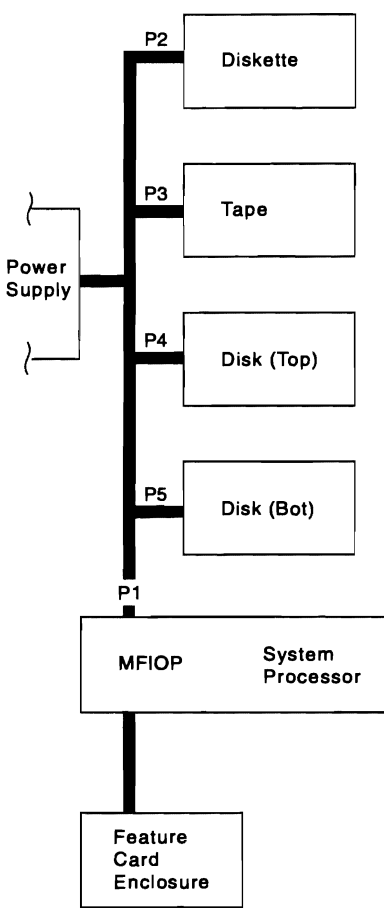 P2
Diskette
P3
Tape
Power
Supply
P4
Disk (Top)
P5
Disk (Bot)
P1
MFIOP
System
Processor
Feature
Card
Enclosure